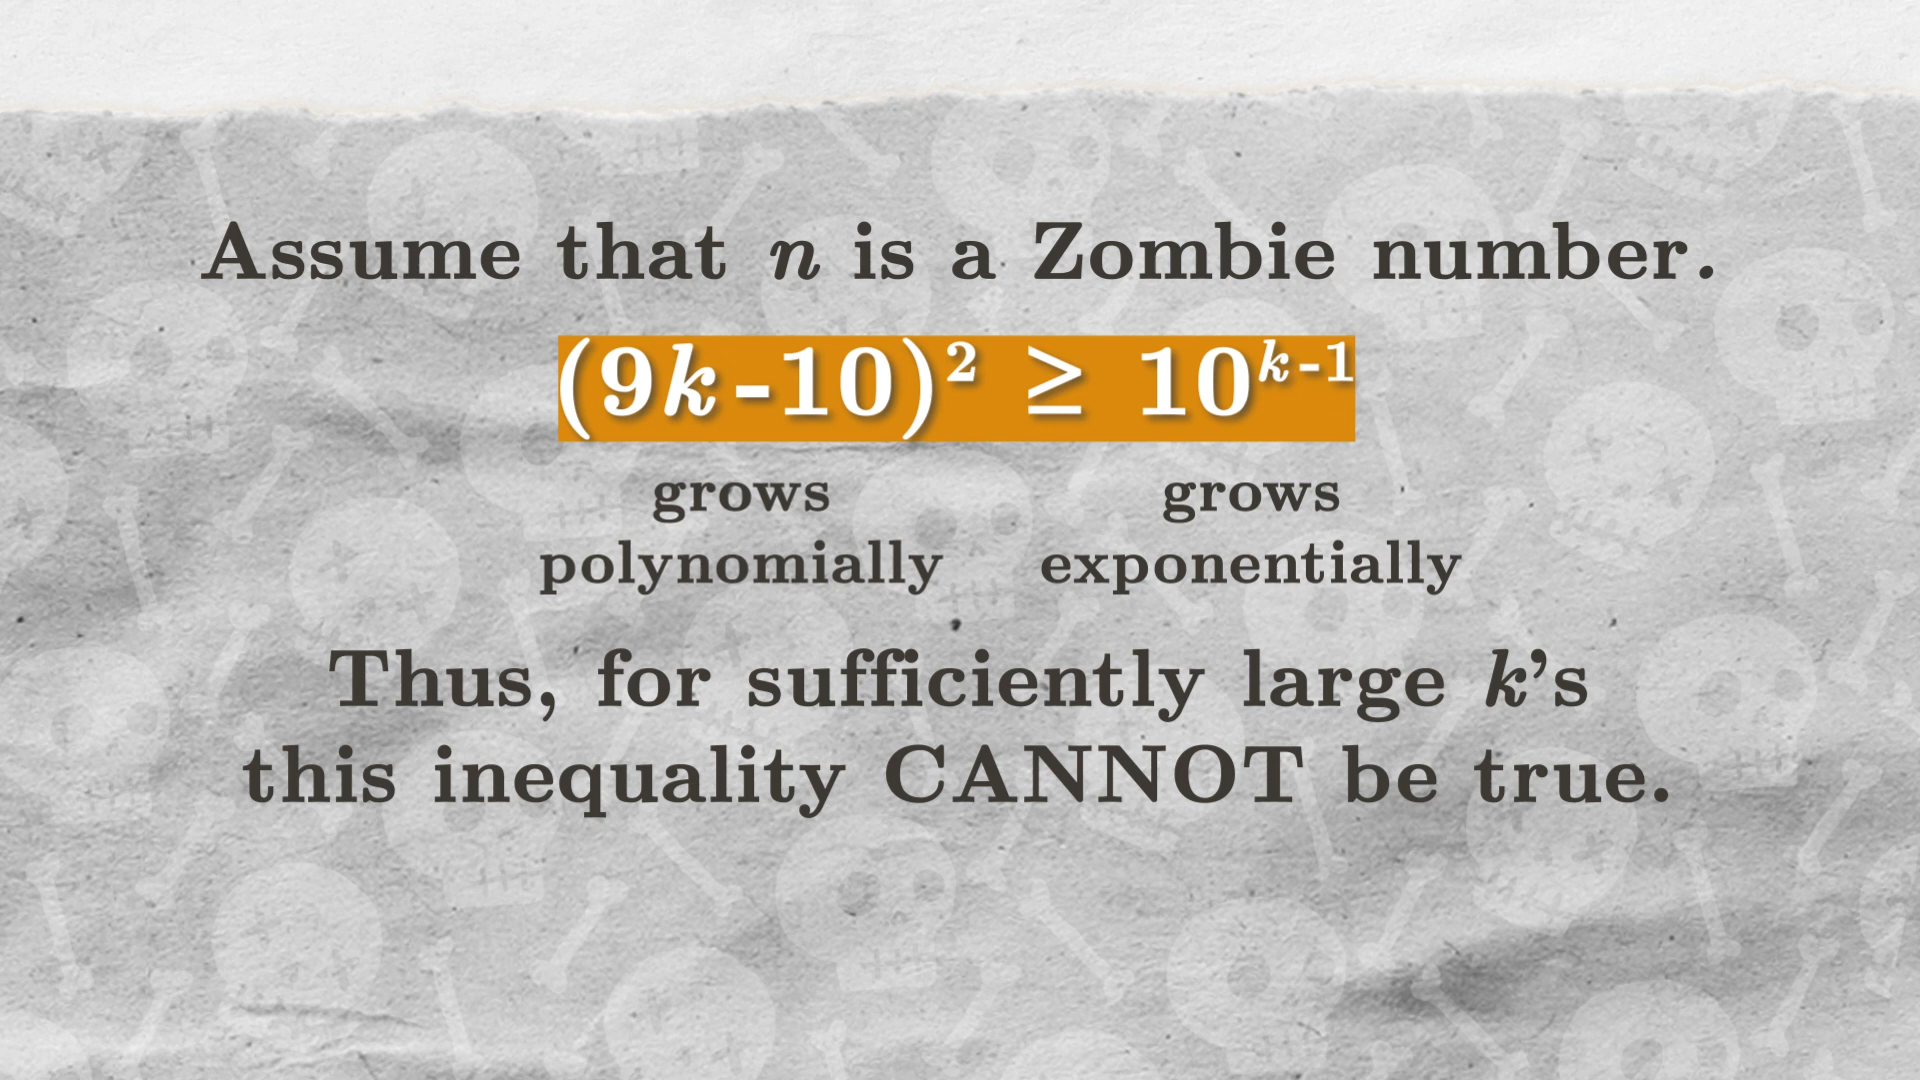 Assume that n is a Zombie number.
(9k-10)² ≥ 10ᵏ⁻¹
grows grows
polynomially exponentially
Thus, for sufficiently large k’s
this inequality CANNOT be true.